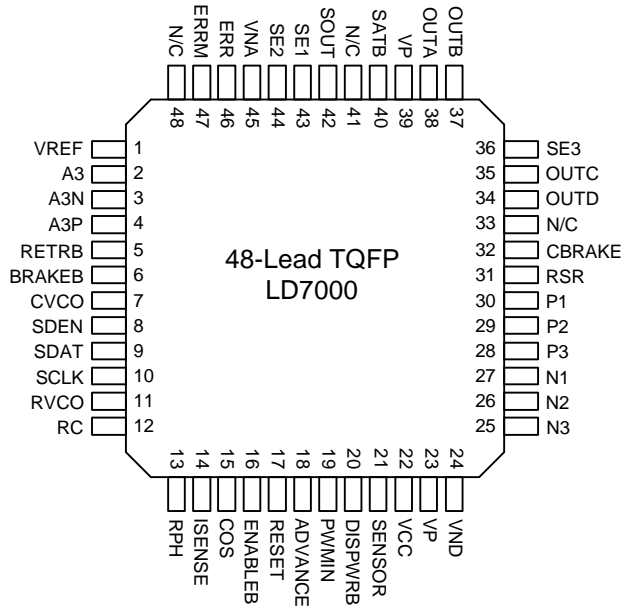 N/C ERRM ERR VNA SE2 SE1 SOUT N/C SATB VP OUTA OUTB
48 47 46 45 44 43 42 41 40 39 38 37
VREF 1 36 SE3
A3 2 35 OUTC
A3N 3 34 OUTD
A3P 4 33 N/C
RETRB 5 32 CBRAKE
BRAKEB 6 31 RSR
CVCO 7 30 P1
SDEN 8 29 P2
SDAT 9 28 P3
SCLK 10 27 N1
RVCO 11 26 N2
RC 12 25 N3
48-Lead TQFP
LD7000
13 14 15 16 17 18 19 20 21 22 23 24
RPH ISENSE COS ENABLEB RESET ADVANCE PWMIN DISPWRB SENSOR VCC VP VND